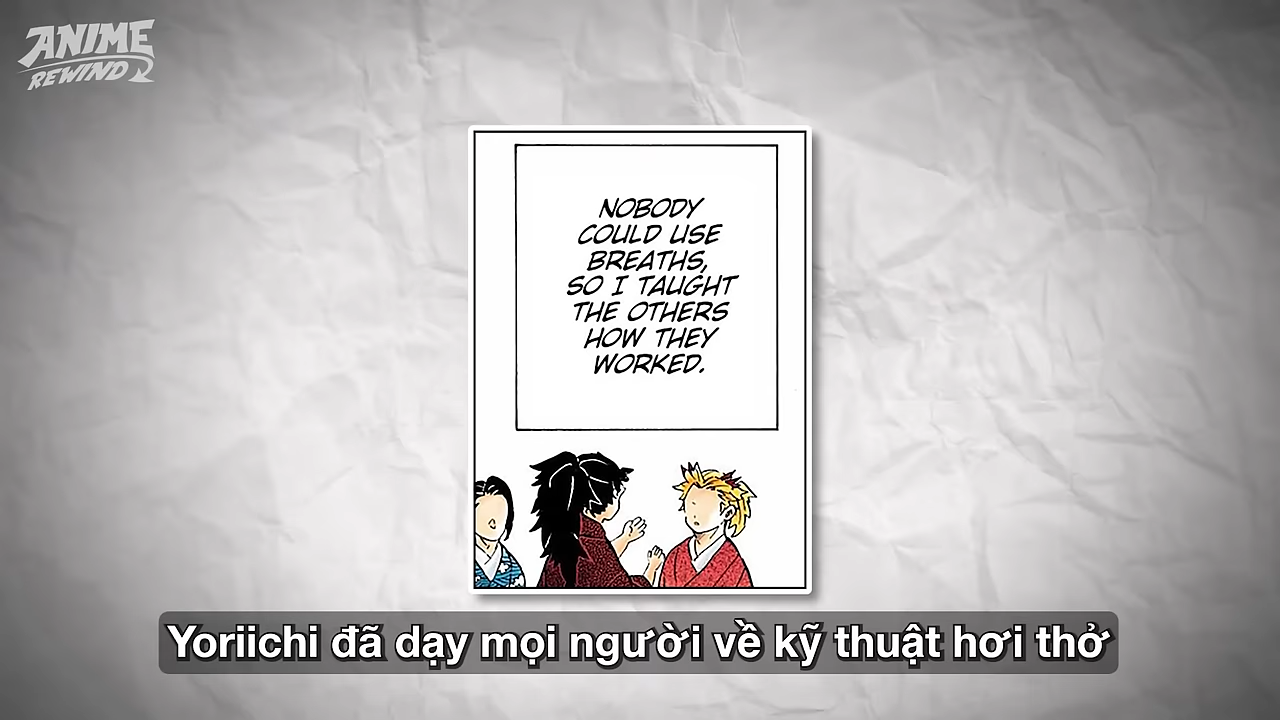 ANIME
REWIND
NOBODY
COULD USE
BREATHS,
SO I TAUGHT
THE OTHERS
HOW THEY
WORKED.
Yoriichi đã dạy mọi người về kỹ thuật hơi thở